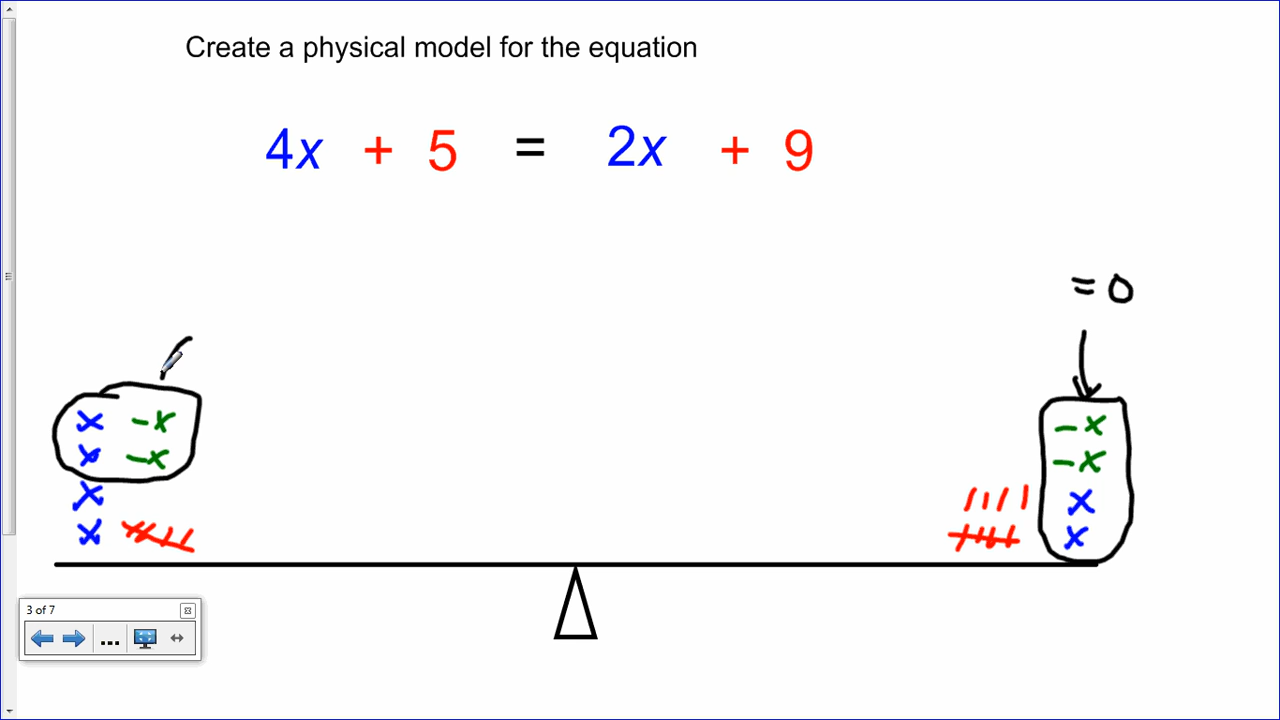 Create a physical model for the equation
4x + 5 = 2x + 9
= 0
x -x
x -x
x
x
-x
-x
x
x
3 of 7
...